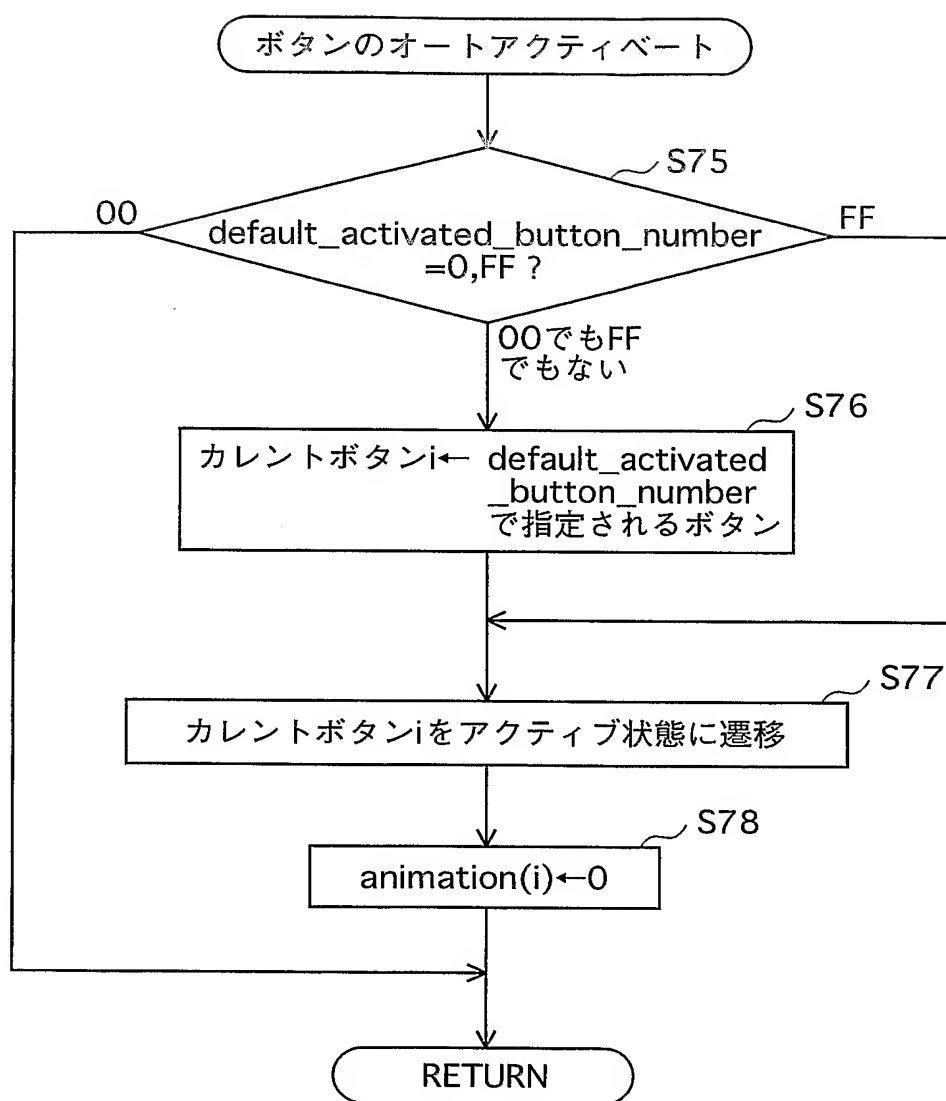 ボタンのオートアクティベート
S75
00
FF
default_activated_button_number
=0,FF ?
00でもFF
でもない
S76
カレントボタンi← default_activated
_button_number
で指定されるボタン
S77
カレントボタンiをアクティブ状態に遷移
S78
animation(i)←0
RETURN